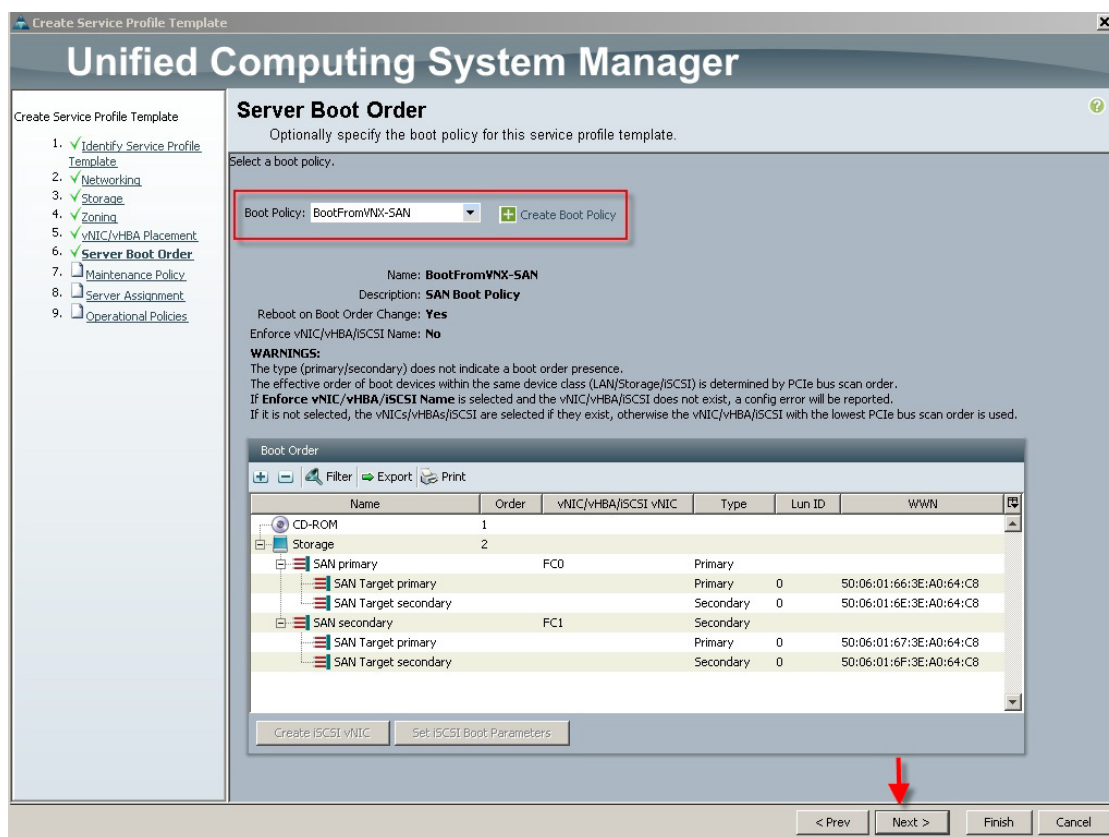 Create Service Profile Template
Unified Computing System Manager
Create Service Profile Template
1. Identify Service Profile
Template
2. Networking
3. Storage
4. Zoning
5. vNIC/vHBA Placement
6. Server Boot Order
7. Maintenance Policy
8. Server Assignment
9. Operational Policies
Server Boot Order
Optionally specify the boot policy for this service profile template.
Select a boot policy.
Boot Policy: BootFromVNX-SAN Create Boot Policy
Name: BootFromVNX-SAN
Description: SAN Boot Policy
Reboot on Boot Order Change: Yes
Enforce vNIC/vHBA/iSCSI Name: No
WARNINGS:
The type (primary/secondary) does not indicate a boot order presence.
The effective order of boot devices within the same device class (LAN/Storage/iSCSI) is determined by PCIe bus scan order.
If Enforce vNIC/vHBA/iSCSI Name is selected and the vNIC/vHBA/iSCSI does not exist, a config error will be reported.
If it is not selected, the vNICs/vHBAs/iSCSI are selected if they exist, otherwise the vNIC/vHBA/iSCSI with the lowest PCIe bus scan order is used.
Boot Order
Filter Export Print
Name Order vNIC/vHBA/iSCSI vNIC Type Lun ID WWN
CD-ROM 1
Storage 2
SAN primary FC0 Primary
SAN Target primary Primary 0 50:06:01:66:3E:A0:64:C8
SAN Target secondary Secondary 0 50:06:01:6E:3E:A0:64:C8
SAN secondary FC1 Secondary
SAN Target primary Primary 0 50:06:01:67:3E:A0:64:C8
SAN Target secondary Secondary 0 50:06:01:6F:3E:A0:64:C8
Create iSCSI vNIC Set iSCSI Boot Parameters
< Prev Next > Finish Cancel